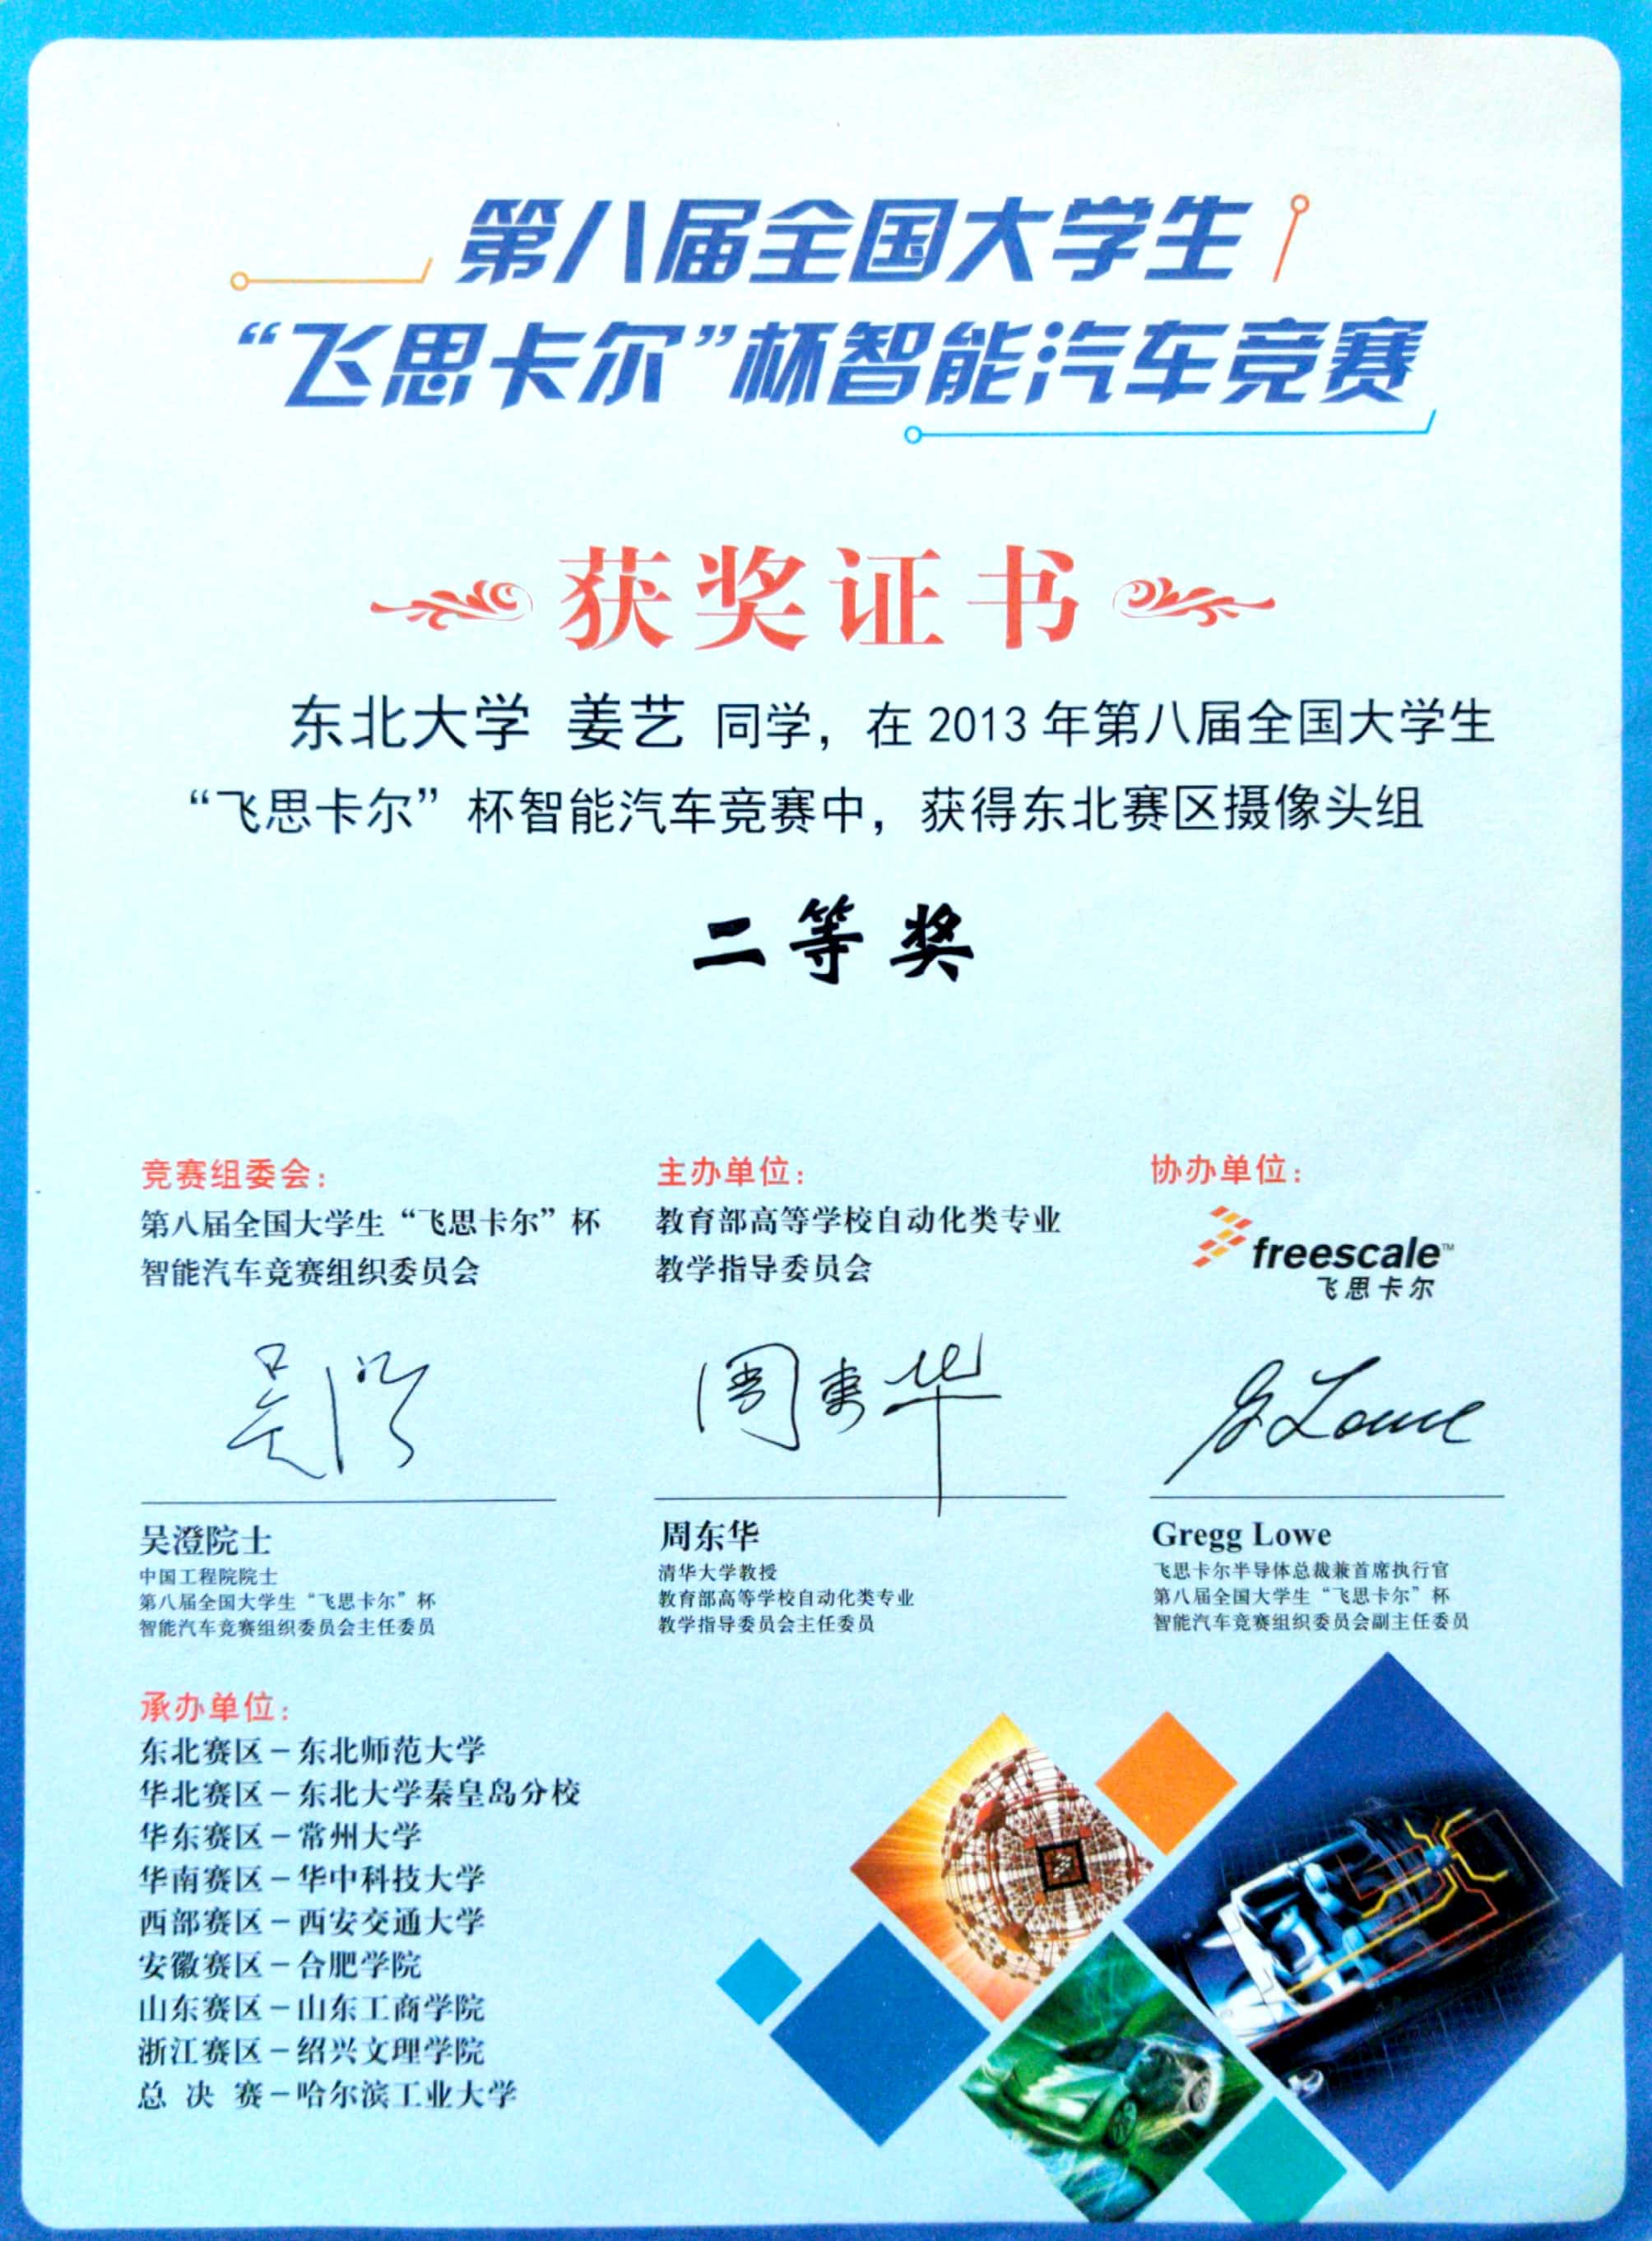 第八届全国大学生
“飞思卡尔”杯智能汽车竞赛
获奖证书
东北大学 姜艺 同学，在 2013 年第八届全国大学生
“飞思卡尔”杯智能汽车竞赛中，获得东北赛区摄像头组
二等奖
竞赛组委会：
第八届全国大学生“飞思卡尔”杯
智能汽车竞赛组织委员会
主办单位：
教育部高等学校自动化类专业
教学指导委员会
协办单位：
freescale™
飞思卡尔
吴澄
周东华
G Lowe
吴澄院士
中国工程院院士
第八届全国大学生“飞思卡尔”杯
智能汽车竞赛组织委员会主任委员
周东华
清华大学教授
教育部高等学校自动化类专业
教学指导委员会主任委员
Gregg Lowe
飞思卡尔半导体总裁兼首席执行官
第八届全国大学生“飞思卡尔”杯
智能汽车竞赛组织委员会副主任委员
承办单位：
东北赛区－东北师范大学
华北赛区－东北大学秦皇岛分校
华东赛区－常州大学
华南赛区－华中科技大学
西部赛区－西安交通大学
安徽赛区－合肥学院
山东赛区－山东工商学院
浙江赛区－绍兴文理学院
总 决 赛－哈尔滨工业大学